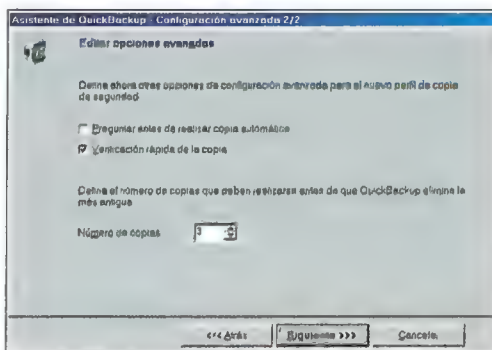 Asistente de QuickBackup - Configuración avanzada 2/2
Editar opciones avanzadas
Define ahora otras opciones de configuración avanzada para el nuevo perfil de copia
de seguridad
Preguntar antes de realizar copia automática
Verificación rápida de la copia
Define el número de copias que deben realizarse antes de que QuickBackup elimine la
más antigua
Número de copias
3
<<< Atrás
Siguiente >>>
Cancelar